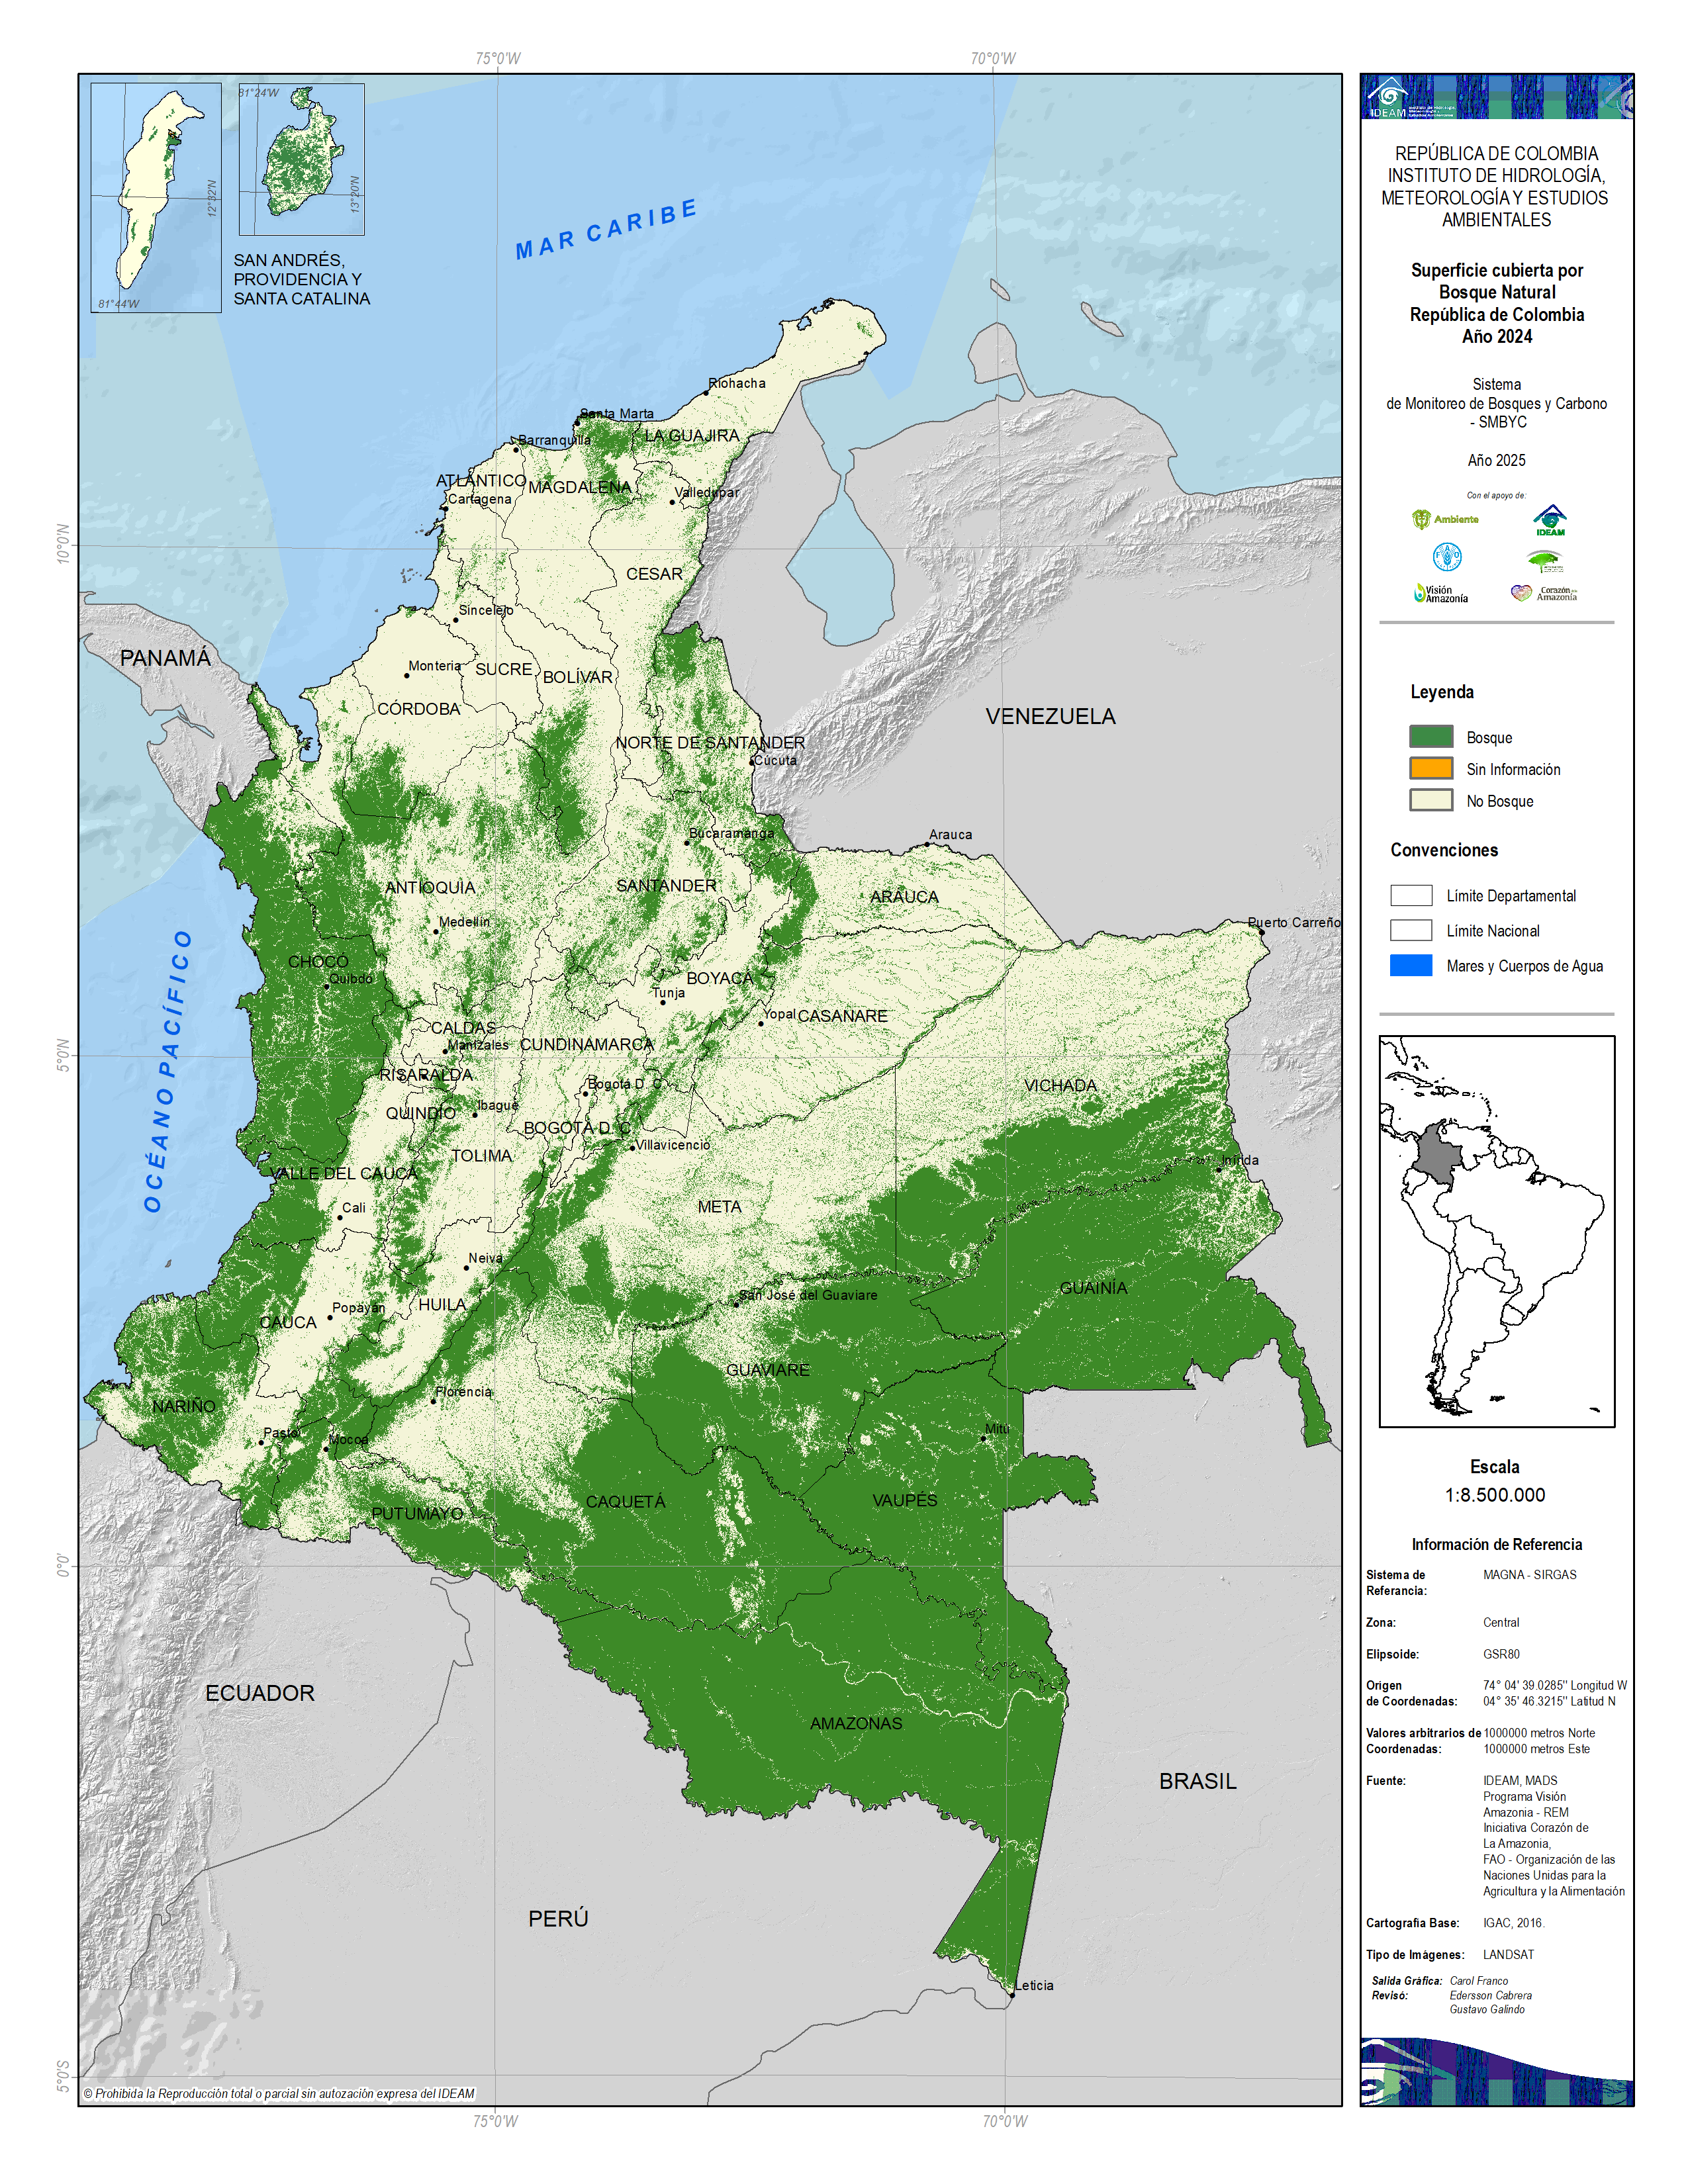 75°0'W
70°0'W
81°24'W
12°32'N
13°20'N
81°44'W
SAN ANDRÉS,
PROVIDENCIA Y
SANTA CATALINA
MAR CARIBE
Riohacha
Santa Marta
LA GUAJIRA
Barranquilla
ATLÁNTICO
MAGDALENA
Cartagena
Valledupar
10°0'N
CESAR
Sincelejo
PANAMÁ
Monteria
SUCRE
BOLÍVAR
CÓRDOBA
VENEZUELA
NORTE DE SANTANDER
Cúcuta
Bucaramanga
Arauca
ANTIOQUIA
SANTANDER
ARAUCA
Medellín
Puerto Carreño
OCÉANO PACÍFICO
CHOCÓ
Quibdó
BOYACÁ
Tunja
Yopal
CASANARE
CALDAS
Manizales
CUNDINAMARCA
5°0'N
RISARALDA
Bogotá D. C.
VICHADA
QUINDÍO
Ibagué
BOGOTÁ D. C.
Villavicencio
TOLIMA
Inírida
VALLE DEL CAUCA
Cali
META
Neiva
GUAINÍA
San José del Guaviare
HUILA
Popayán
CAUCA
GUAVIARE
Florencia
NARIÑO
Pasto
Mocoa
Mitú
CAQUETÁ
VAUPÉS
PUTUMAYO
0°0'
ECUADOR
AMAZONAS
BRASIL
PERÚ
Leticia
5°0'S
© Prohibida la Reproducción total o parcial sin autozación expresa del IDEAM
75°0'W
70°0'W
IDEAM
REPÚBLICA DE COLOMBIA
INSTITUTO DE HIDROLOGÍA,
METEOROLOGÍA Y ESTUDIOS
AMBIENTALES
Superficie cubierta por
Bosque Natural
República de Colombia
Año 2024
Sistema
de Monitoreo de Bosques y Carbono
- SMBYC
Año 2025
Con el apoyo de:
Ambiente
IDEAM
FAO
Visión
Amazonía
Corazón de la
Amazonía
Leyenda
Bosque
Sin Información
No Bosque
Convenciones
Límite Departamental
Límite Nacional
Mares y Cuerpos de Agua
Escala
1:8.500.000
Información de Referencia
Sistema de Referancia: MAGNA - SIRGAS
Zona: Central
Elipsoide: GSR80
Origen 74° 04' 39.0285" Longitud W
de Coordenadas: 04° 35' 46.3215" Latitud N
Valores arbitrarios de 1000000 metros Norte
Coordenadas: 1000000 metros Este
Fuente: IDEAM, MADS
Programa Visión
Amazonia - REM
Iniciativa Corazón de
La Amazonia,
FAO - Organización de las
Naciones Unidas para la
Agricultura y la Alimentación
Cartografía Base: IGAC, 2016.
Tipo de Imágenes: LANDSAT
Salida Gráfica: Carol Franco
Revisó: Edersson Cabrera
Gustavo Galindo